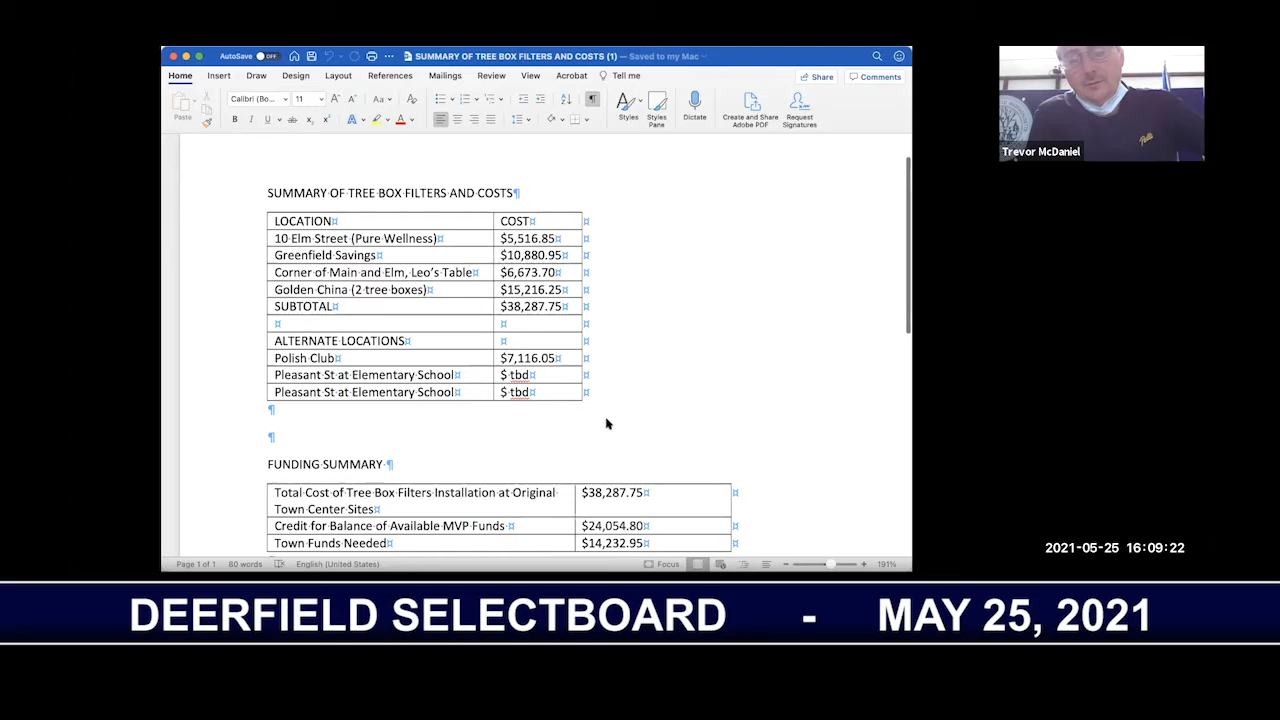 AutoSave OFF
SUMMARY OF TREE BOX FILTERS AND COSTS (1) — Saved to my Mac
Home Insert Draw Design Layout References Mailings Review View Acrobat Tell me
Share Comments
Paste
Calibri (Bo... 11
Styles
Styles Pane
Dictate
Create and Share Adobe PDF
Request Signatures
Trevor McDaniel
SUMMARY OF TREE BOX FILTERS AND COSTS¶
LOCATION COST
10 Elm Street (Pure Wellness) $5,516.85
Greenfield Savings $10,880.95
Corner of Main and Elm, Leo's Table $6,673.70
Golden China (2 tree boxes) $15,216.25
SUBTOTAL $38,287.75
ALTERNATE LOCATIONS
Polish Club $7,116.05
Pleasant St at Elementary School $ tbd
Pleasant St at Elementary School $ tbd
¶
¶
FUNDING SUMMARY ¶
Total Cost of Tree Box Filters Installation at Original $38,287.75
Town Center Sites
Credit for Balance of Available MVP Funds $24,054.80
Town Funds Needed $14,232.95
2021-05-25 16:09:22
Page 1 of 1 80 words English (United States) Focus 191%
DEERFIELD SELECTBOARD - MAY 25, 2021